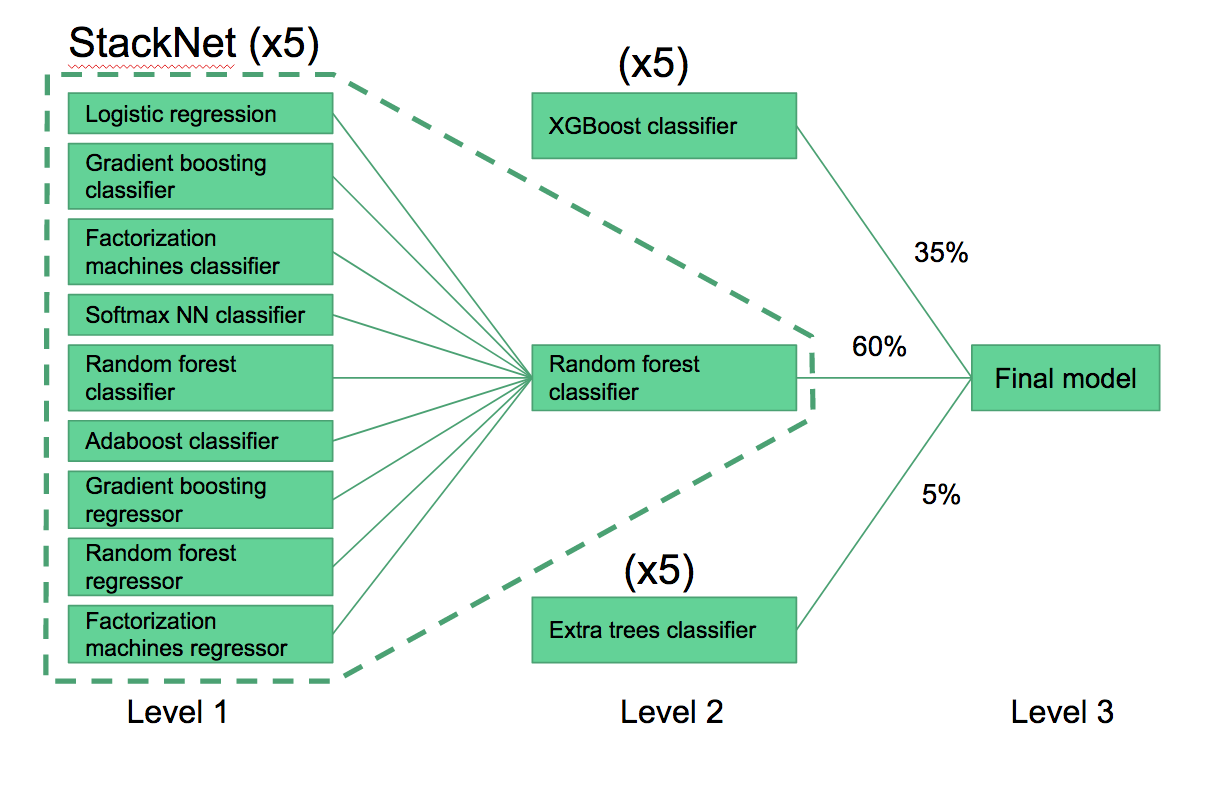 StackNet (x5)
Logistic regression
Gradient boosting
classifier
Factorization
machines classifier
Softmax NN classifier
Random forest
classifier
Adaboost classifier
Gradient boosting
regressor
Random forest
regressor
Factorization
machines regressor
Level 1
(x5)
XGBoost classifier
Random forest
classifier
(x5)
Extra trees classifier
Level 2
35%
60%
5%
Final model
Level 3